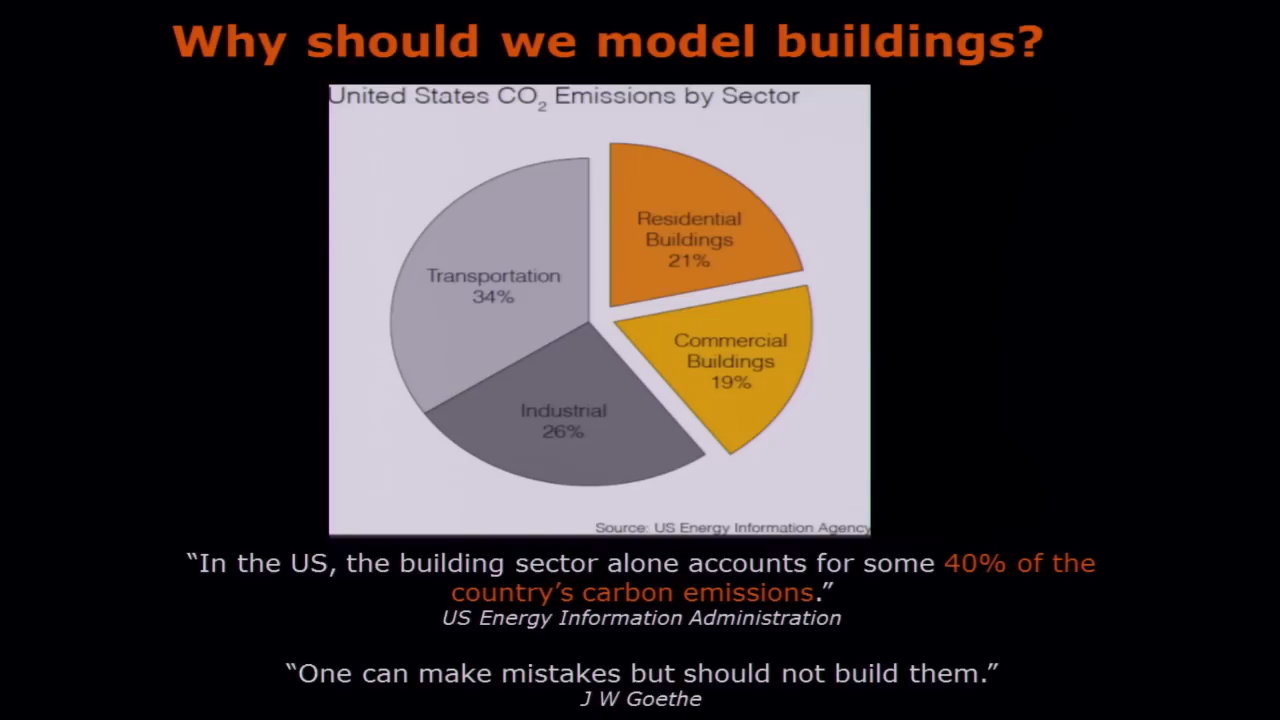 Why should we model buildings?
United States CO2 Emissions by Sector
Residential
Buildings
21%
Transportation
34%
Commercial
Buildings
19%
Industrial
26%
Source: US Energy Information Agency
“In the US, the building sector alone accounts for some 40% of the
country’s carbon emissions.”
US Energy Information Administration
“One can make mistakes but should not build them.”
J W Goethe